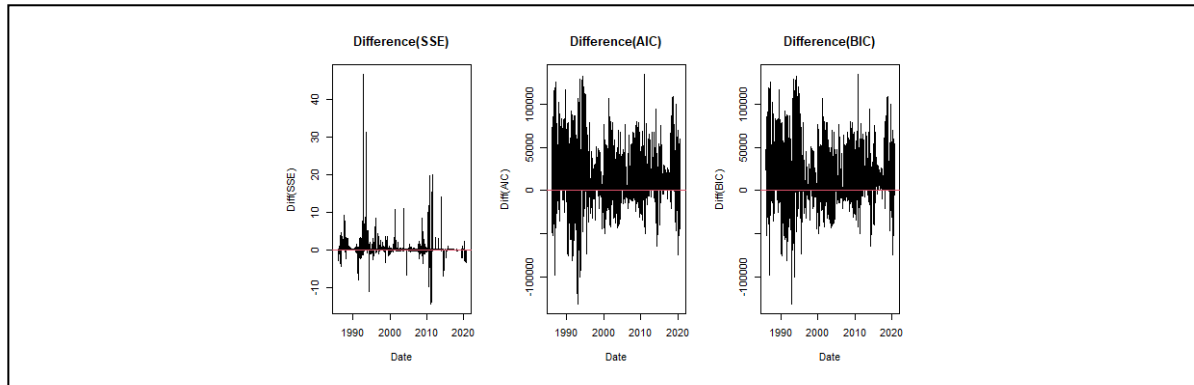 Difference(SSE)
Diff(SSE)
40
30
20
10
0
-10
1990 2000 2010 2020
Date
Difference(AIC)
Diff(AIC)
100000
50000
0
-100000
1990 2000 2010 2020
Date
Difference(BIC)
Diff(BIC)
100000
50000
0
-100000
1990 2000 2010 2020
Date